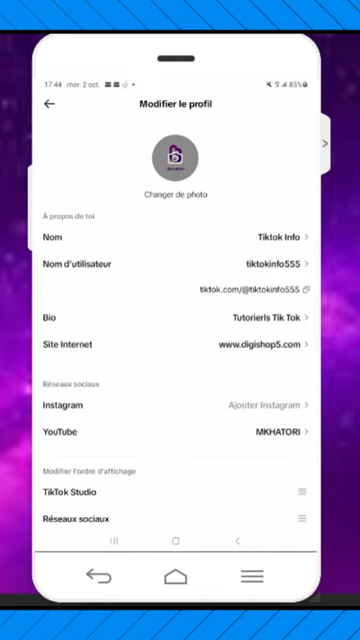 17:44 mer. 2 oct.
83%
Modifier le profil
Changer de photo
À propos de toi
Nom Tiktok Info
Nom d'utilisateur tiktokinfo555
tiktok.com/@tiktokinfo555
Bio Tutorierls Tik Tok
Site Internet www.digishop5.com
Réseaux sociaux
Instagram Ajouter Instagram
YouTube MKHATORI
Modifier l'ordre d'affichage
TikTok Studio
Réseaux sociaux